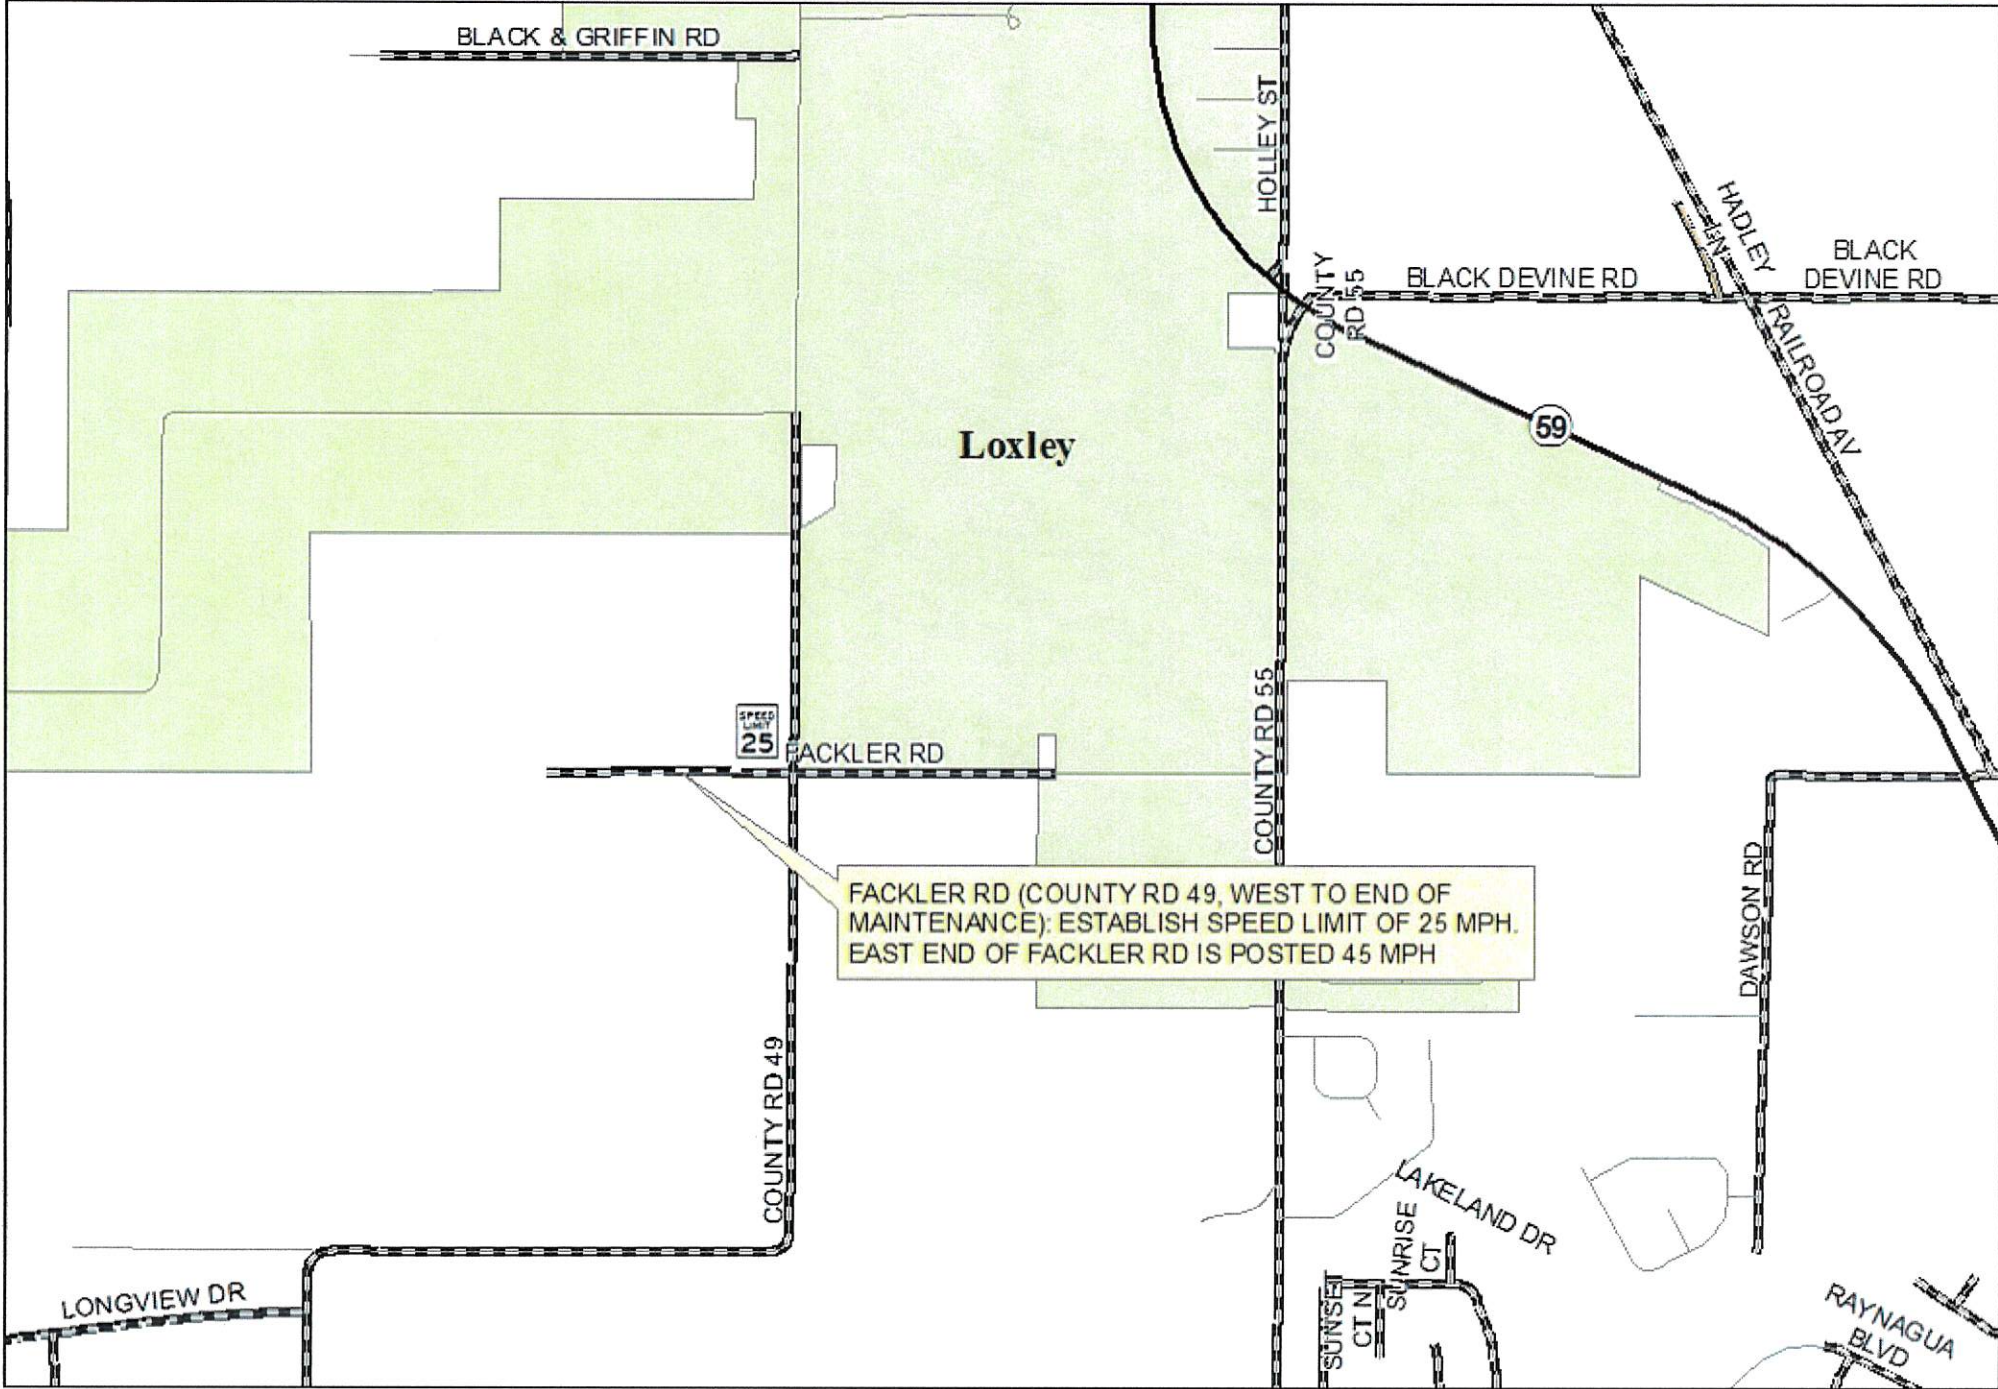 BLACK & GRIFFIN RD
HOLLEY ST
HADLEY
LN
BLACK
DEVINE RD
BLACK DEVINE RD
COUNTY
RD 55
RAILROAD AV
59
Loxley
COUNTY RD 55
SPEED
LIMIT
25
FACKLER RD
FACKLER RD (COUNTY RD 49, WEST TO END OF
MAINTENANCE): ESTABLISH SPEED LIMIT OF 25 MPH.
EAST END OF FACKLER RD IS POSTED 45 MPH
DAWSON RD
COUNTY RD 49
LAKELAND DR
SUNRISE
CT
LONGVIEW DR
SUNSE
CT N
RAYNAGUA
BLVD